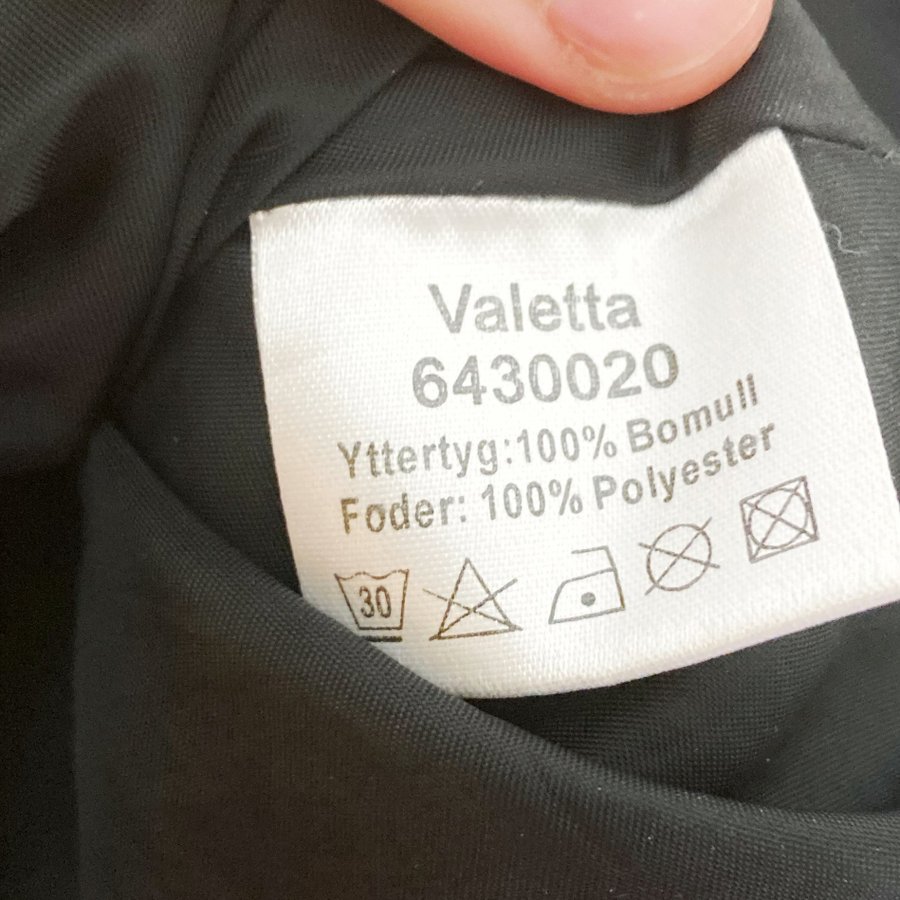 Valetta
6430020
Yttertyg:100% Bomull
Foder: 100% Polyester
30